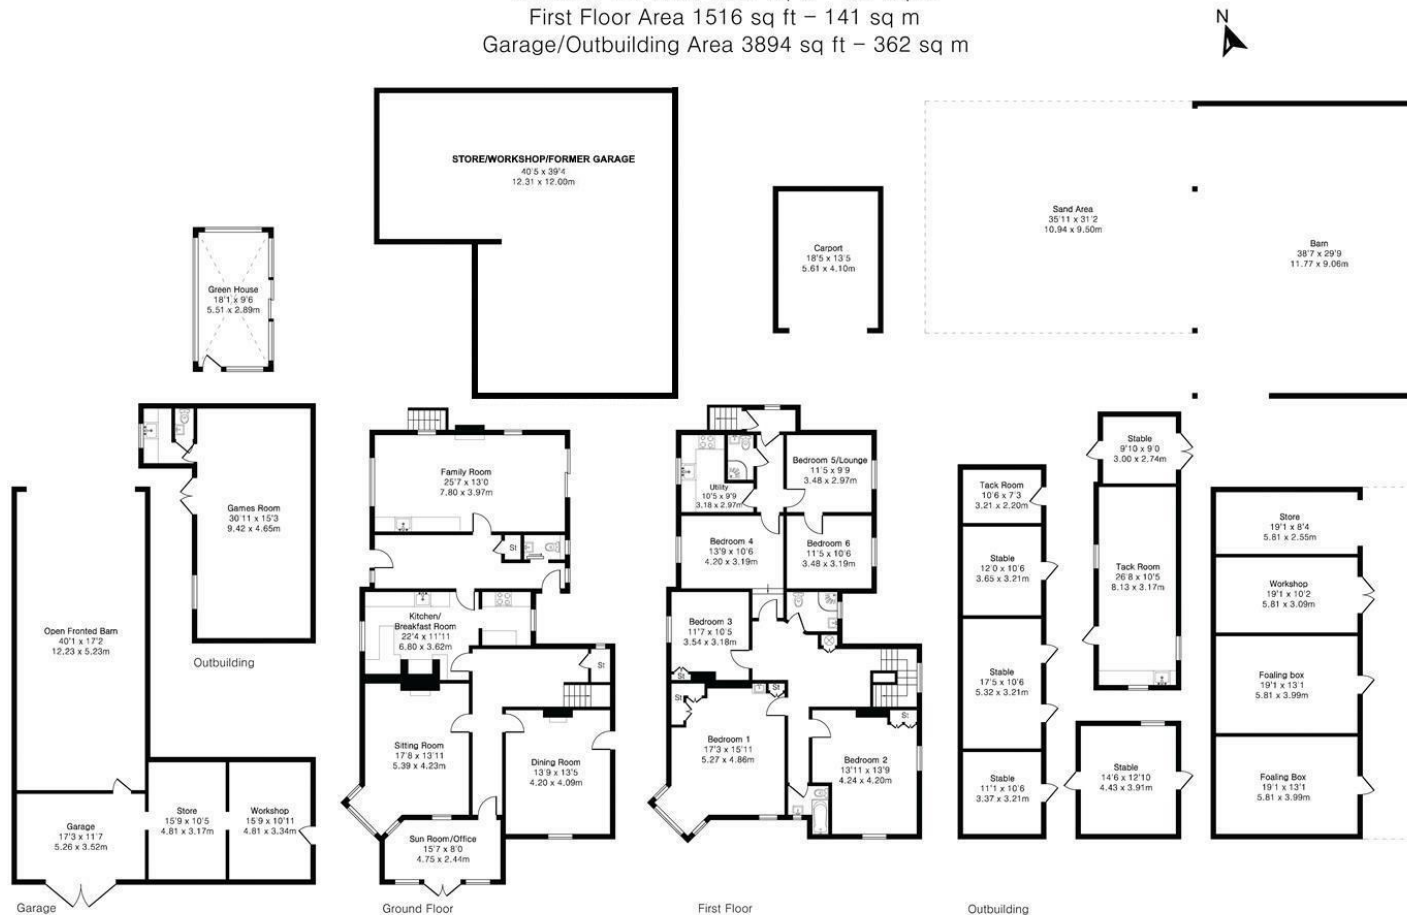 First Floor Area 1516 sq ft – 141 sq m
Garage/Outbuilding Area 3894 sq ft – 362 sq m
N
STORE/WORKSHOP/FORMER GARAGE
40'5 x 39'4
12.31 x 12.00m
Carport
18'5 x 13'5
5.61 x 4.10m
Sand Area
35'11 x 31'2
10.94 x 9.50m
Barn
38'7 x 29'9
11.77 x 9.06m
Green House
18'1 x 9'6
5.51 x 2.89m
Games Room
30'11 x 15'3
9.42 x 4.65m
Outbuilding
Open Fronted Barn
40'1 x 17'2
12.23 x 5.23m
Garage
17'3 x 11'7
5.26 x 3.52m
Store
15'9 x 10'5
4.81 x 3.17m
Workshop
15'9 x 10'11
4.81 x 3.34m
Garage
Family Room
25'7 x 13'0
7.80 x 3.97m
St
Kitchen/
Breakfast Room
22'4 x 11'11
6.80 x 3.62m
St
Sitting Room
17'8 x 13'11
5.39 x 4.23m
Dining Room
13'9 x 13'5
4.20 x 4.09m
Sun Room/Office
15'7 x 8'0
4.75 x 2.44m
Ground Floor
Utility
10'5 x 9'9
3.18 x 2.97m
Bedroom 5/Lounge
11'5 x 9'9
3.48 x 2.97m
Bedroom 4
13'9 x 10'6
4.20 x 3.19m
Bedroom 6
11'5 x 10'6
3.48 x 3.19m
Bedroom 3
11'7 x 10'5
3.54 x 3.18m
St
St
St
St
Bedroom 1
17'3 x 15'11
5.27 x 4.86m
Bedroom 2
13'11 x 13'9
4.24 x 4.20m
First Floor
Tack Room
10'6 x 7'3
3.21 x 2.20m
Stable
12'0 x 10'6
3.65 x 3.21m
Stable
17'5 x 10'6
5.32 x 3.21m
Stable
11'1 x 10'6
3.37 x 3.21m
Stable
9'10 x 9'0
3.00 x 2.74m
Tack Room
26'8 x 10'5
8.13 x 3.17m
Stable
14'6 x 12'10
4.43 x 3.91m
Store
19'1 x 8'4
5.81 x 2.55m
Workshop
19'1 x 10'2
5.81 x 3.09m
Foaling box
19'1 x 13'1
5.81 x 3.99m
Foaling Box
19'1 x 13'1
5.81 x 3.99m
Outbuilding